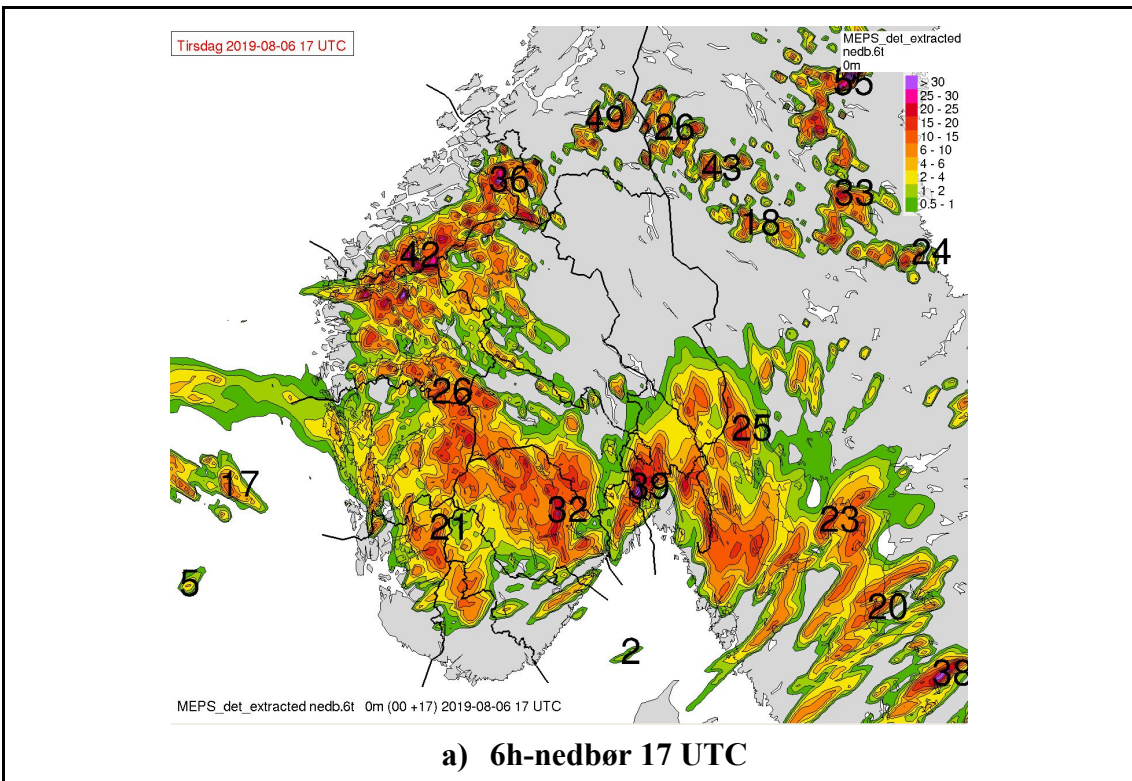 Tirsdag 2019-08-06 17 UTC
MEPS_det_extracted
nedb.6t
0m
> 30
25 - 30
20 - 25
15 - 20
10 - 15
6 - 10
4 - 6
2 - 4
1 - 2
0.5 - 1
55
49
26
43
36
33
18
42
24
26
25
17
39
32
23
21
5
20
2
38
MEPS_det_extracted nedb.6t 0m (00 +17) 2019-08-06 17 UTC
a) 6h-nedbør 17 UTC